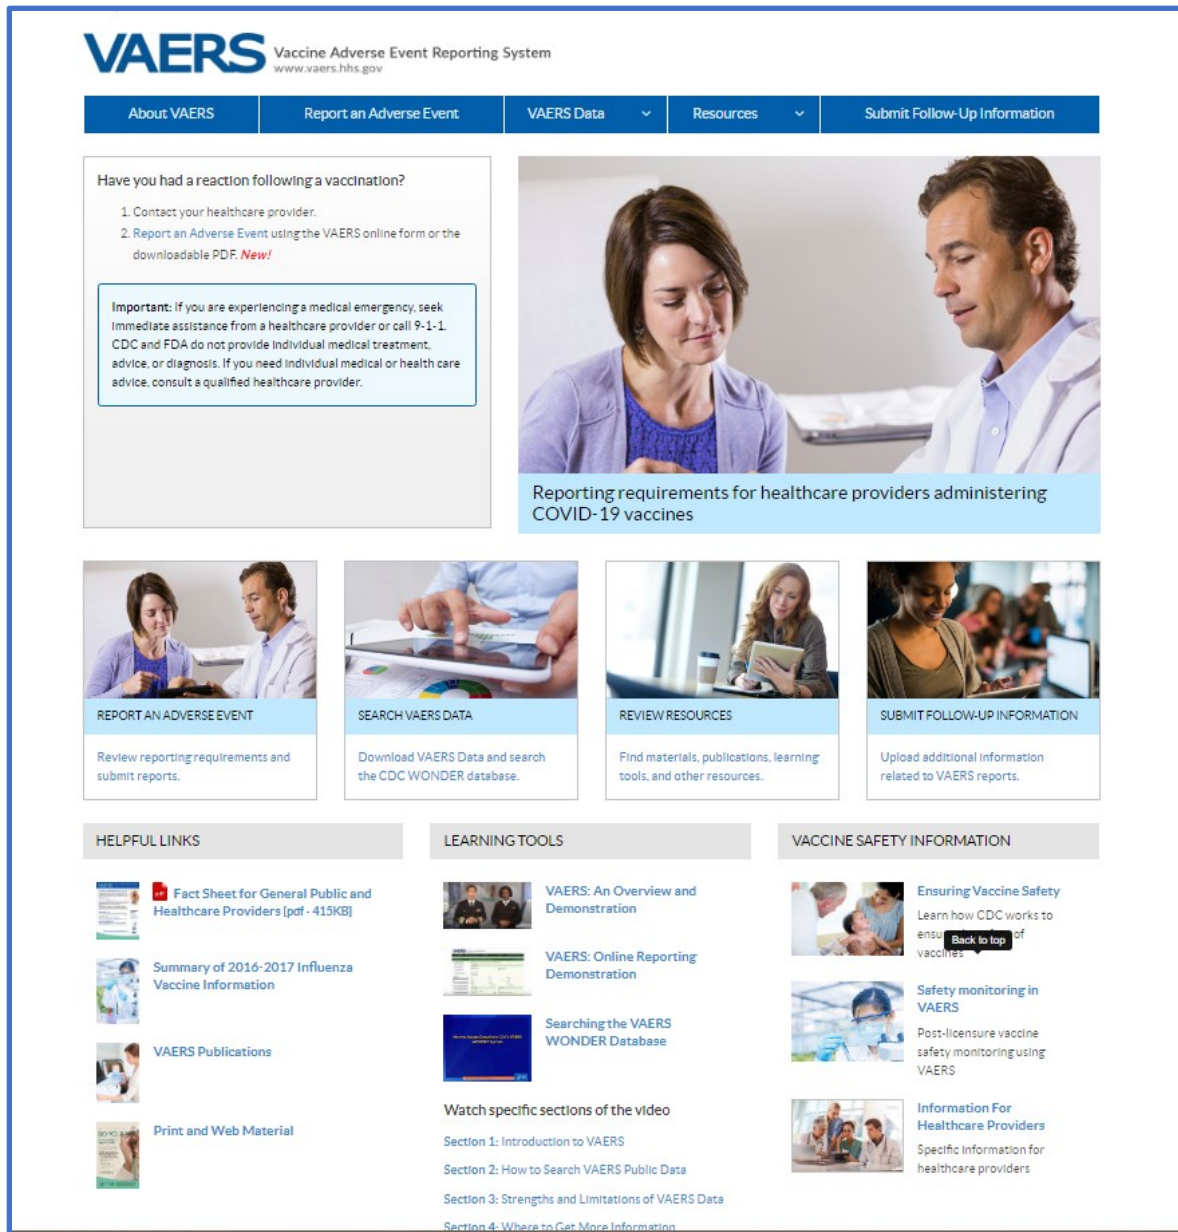 VAERS Vaccine Adverse Event Reporting System
www.vaers.hhs.gov
About VAERS
Report an Adverse Event
VAERS Data
Resources
Submit Follow-Up Information
Have you had a reaction following a vaccination?
1. Contact your healthcare provider.
2. Report an Adverse Event using the VAERS online form or the
downloadable PDF. New!
Important: If you are experiencing a medical emergency, seek
immediate assistance from a healthcare provider or call 9-1-1.
CDC and FDA do not provide individual medical treatment,
advice, or diagnosis. If you need individual medical or health care
advice, consult a qualified healthcare provider.
Reporting requirements for healthcare providers administering
COVID-19 vaccines
REPORT AN ADVERSE EVENT
Review reporting requirements and
submit reports.
SEARCH VAERS DATA
Download VAERS Data and search
the CDC WONDER database.
REVIEW RESOURCES
Find materials, publications, learning
tools, and other resources.
SUBMIT FOLLOW-UP INFORMATION
Upload additional information
related to VAERS reports.
HELPFUL LINKS
Fact Sheet for General Public and
Healthcare Providers [pdf - 415KB]
Summary of 2016-2017 Influenza
Vaccine Information
VAERS Publications
Print and Web Material
LEARNING TOOLS
VAERS: An Overview and
Demonstration
VAERS: Online Reporting
Demonstration
Searching the VAERS
WONDER Database
Watch specific sections of the video
Section 1: Introduction to VAERS
Section 2: How to Search VAERS Public Data
Section 3: Strengths and Limitations of VAERS Data
Section 4: Where to Get More Information
VACCINE SAFETY INFORMATION
Ensuring Vaccine Safety
Learn how CDC works to
of
Back to top
vaccines
Safety monitoring in
VAERS
Post-licensure vaccine
safety monitoring using
VAERS
Information For
Healthcare Providers
Specific information for
healthcare providers